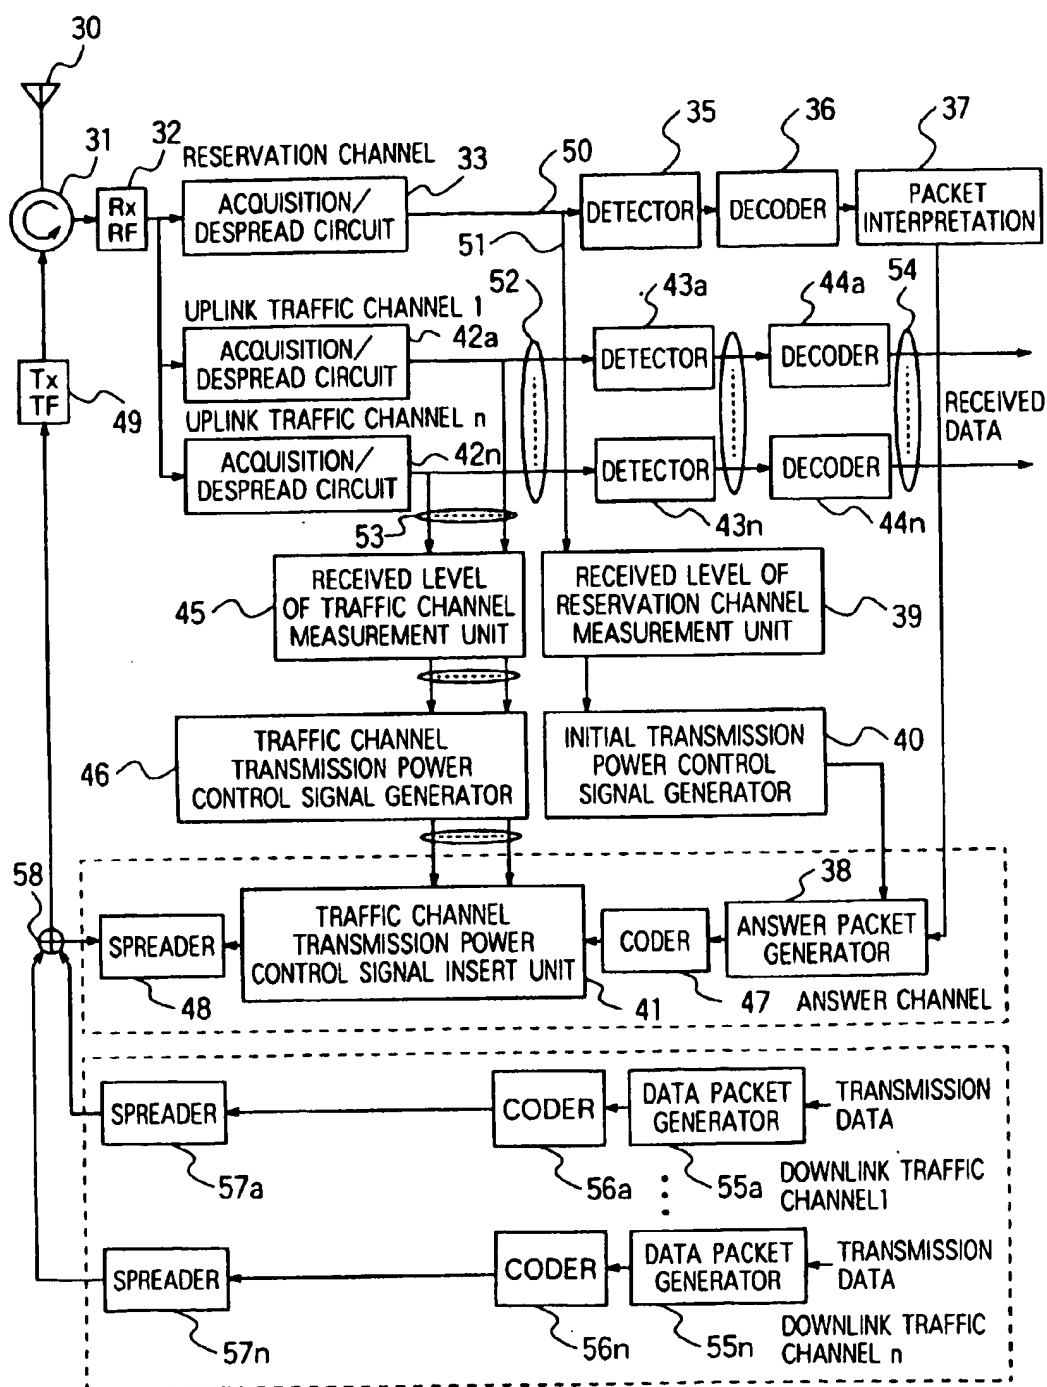 30
31
32
RESERVATION CHANNEL
33
50
35
36
37
Rx
RF
ACQUISITION/
DESPREAD CIRCUIT
DETECTOR
DECODER
PACKET
INTERPRETATION
51
UPLINK TRAFFIC CHANNEL 1
52
43a
44a
54
42a
ACQUISITION/
DESPREAD CIRCUIT
DETECTOR
DECODER
Tx
TF
49
UPLINK TRAFFIC CHANNEL n
RECEIVED
DATA
42n
ACQUISITION/
DESPREAD CIRCUIT
DETECTOR
DECODER
53
43n
44n
45
RECEIVED LEVEL
OF TRAFFIC CHANNEL
MEASUREMENT UNIT
RECEIVED LEVEL OF
RESERVATION CHANNEL
MEASUREMENT UNIT
39
46
TRAFFIC CHANNEL
TRANSMISSION POWER
CONTROL SIGNAL GENERATOR
INITIAL TRANSMISSION
POWER CONTROL
SIGNAL GENERATOR
40
58
38
SPREADER
TRAFFIC CHANNEL
TRANSMISSION POWER
CONTROL SIGNAL INSERT UNIT
CODER
ANSWER PACKET
GENERATOR
48
41
47
ANSWER CHANNEL
SPREADER
CODER
DATA PACKET
GENERATOR
TRANSMISSION
DATA
57a
56a
55a
DOWNLINK TRAFFIC
CHANNEL1
SPREADER
CODER
DATA PACKET
GENERATOR
TRANSMISSION
DATA
57n
56n
55n
DOWNLINK TRAFFIC
CHANNEL n